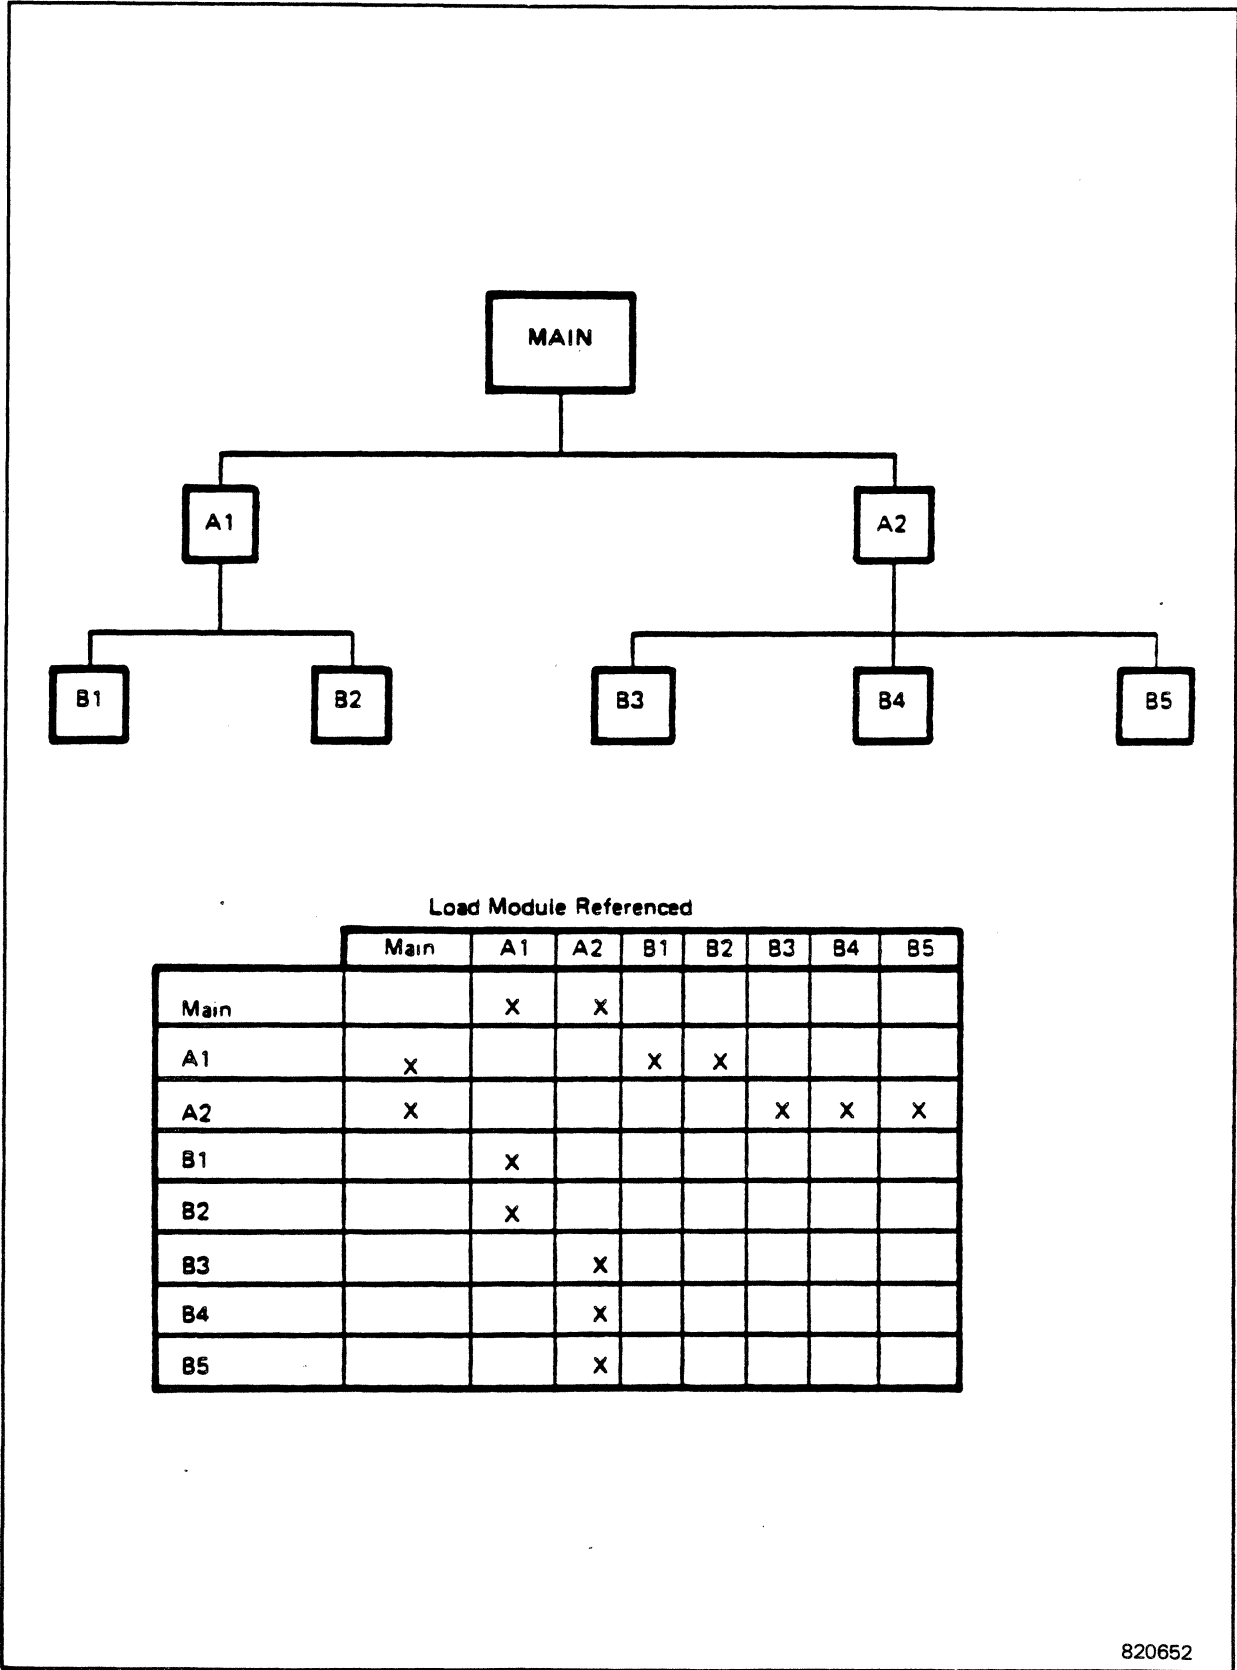 MAIN
A1 A2
B1 B2 B3 B4 B5
Load Module Referenced
Main A1 A2 B1 B2 B3 B4 B5
Main X X
A1 X X X
A2 X X X X
B1 X
B2 X
B3 X
B4 X
B5 X
820652